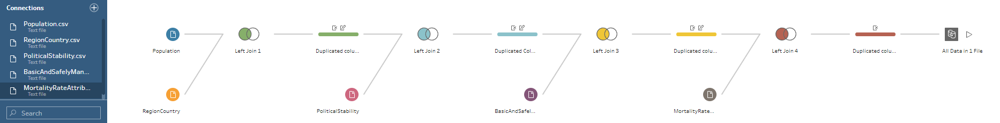 Connections
Population.csv
Text file
RegionCountry.csv
Text file
PoliticalStability.csv
Text file
BasicAndSafelyMan...
Text file
MortalityRateAttrib...
Text file
Search
Population
Left Join 1
Duplicated colu...
Left Join 2
Duplicated Col...
Left Join 3
Duplicated colu...
Left Join 4
Duplicated colu...
All Data in 1 File
RegionCountry
PoliticalStability
BasicAndSafel...
MortalityRate...